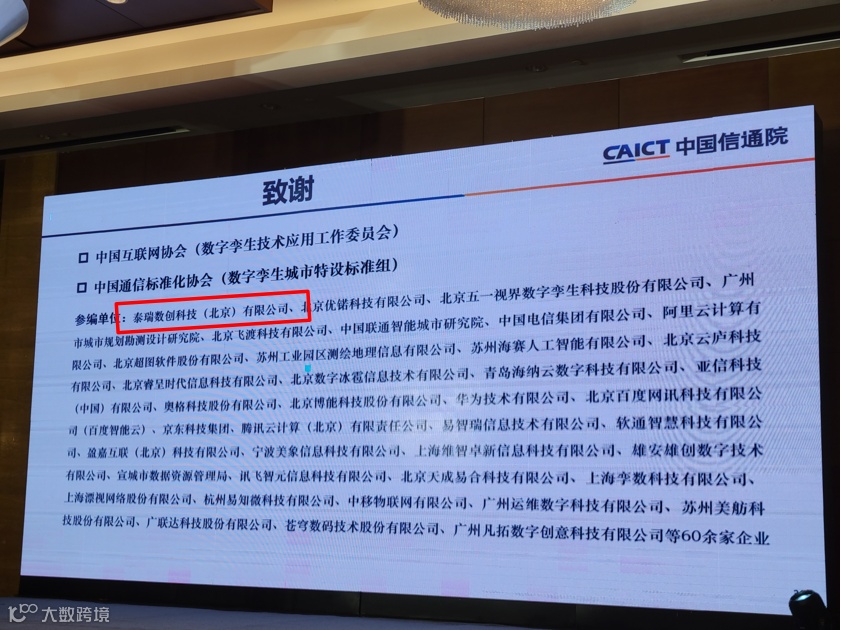 CAICT 中国信通院
致谢
中国互联网协会（数字孪生技术应用工作委员会）
中国通信标准化协会（数字孪生城市特设标准组）
参编单位：泰瑞数创科技（北京）有限公司、北京优锘科技有限公司、北京五一视界数字孪生科技股份有限公司、广州
市城市规划勘测设计研究院、北京飞渡科技有限公司、中国联通智能城市研究院、中国电信集团有限公司、阿里云计算有
限公司、北京超图软件股份有限公司、苏州工业园区测绘地理信息有限公司、苏州海赛人工智能有限公司、北京云庐科技
有限公司、北京睿呈时代信息科技有限公司、北京数字冰雹信息技术有限公司、青岛海纳云数字科技有限公司、亚信科技
（中国）有限公司、奥格科技股份有限公司、北京博能科技股份有限公司、华为技术有限公司、北京百度网讯科技有限公
司（百度智能云）、京东科技集团、腾讯云计算（北京）有限责任公司、易智瑞信息技术有限公司、软通智慧科技有限公
司、盈嘉互联（北京）科技有限公司、宁波美象信息科技有限公司、上海维智卓新信息科技有限公司、雄安雄创数字技术
有限公司、宣城市数据资源管理局、讯飞智元信息科技有限公司、北京天成易合科技有限公司、上海孪数科技有限公司、
上海漂视网络股份有限公司、杭州易知微科技有限公司、中移物联网有限公司、广州运维数字科技有限公司、苏州美舫科
技股份有限公司、广联达科技股份有限公司、苍穹数码技术股份有限公司、广州凡拓数字创意科技有限公司等60余家企业
大数跨境